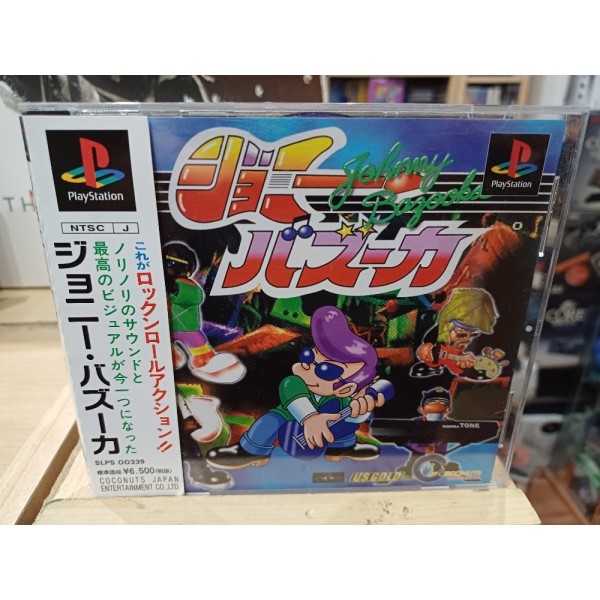 PlayStation
NTSC J
これがロックンロールアクション!!
ノリノリのサウンドと
最高のビジュアルが今一つになった
ジョニー・バズーカ
SLPS 00339
標準価格 ¥6,500(税抜)
COCONUTS JAPAN
ENTERTAINMENT CO.,LTD
ジョニー
Johnny
Bazooka
バズーカ
PlayStation
TONE
U.S. GOLD